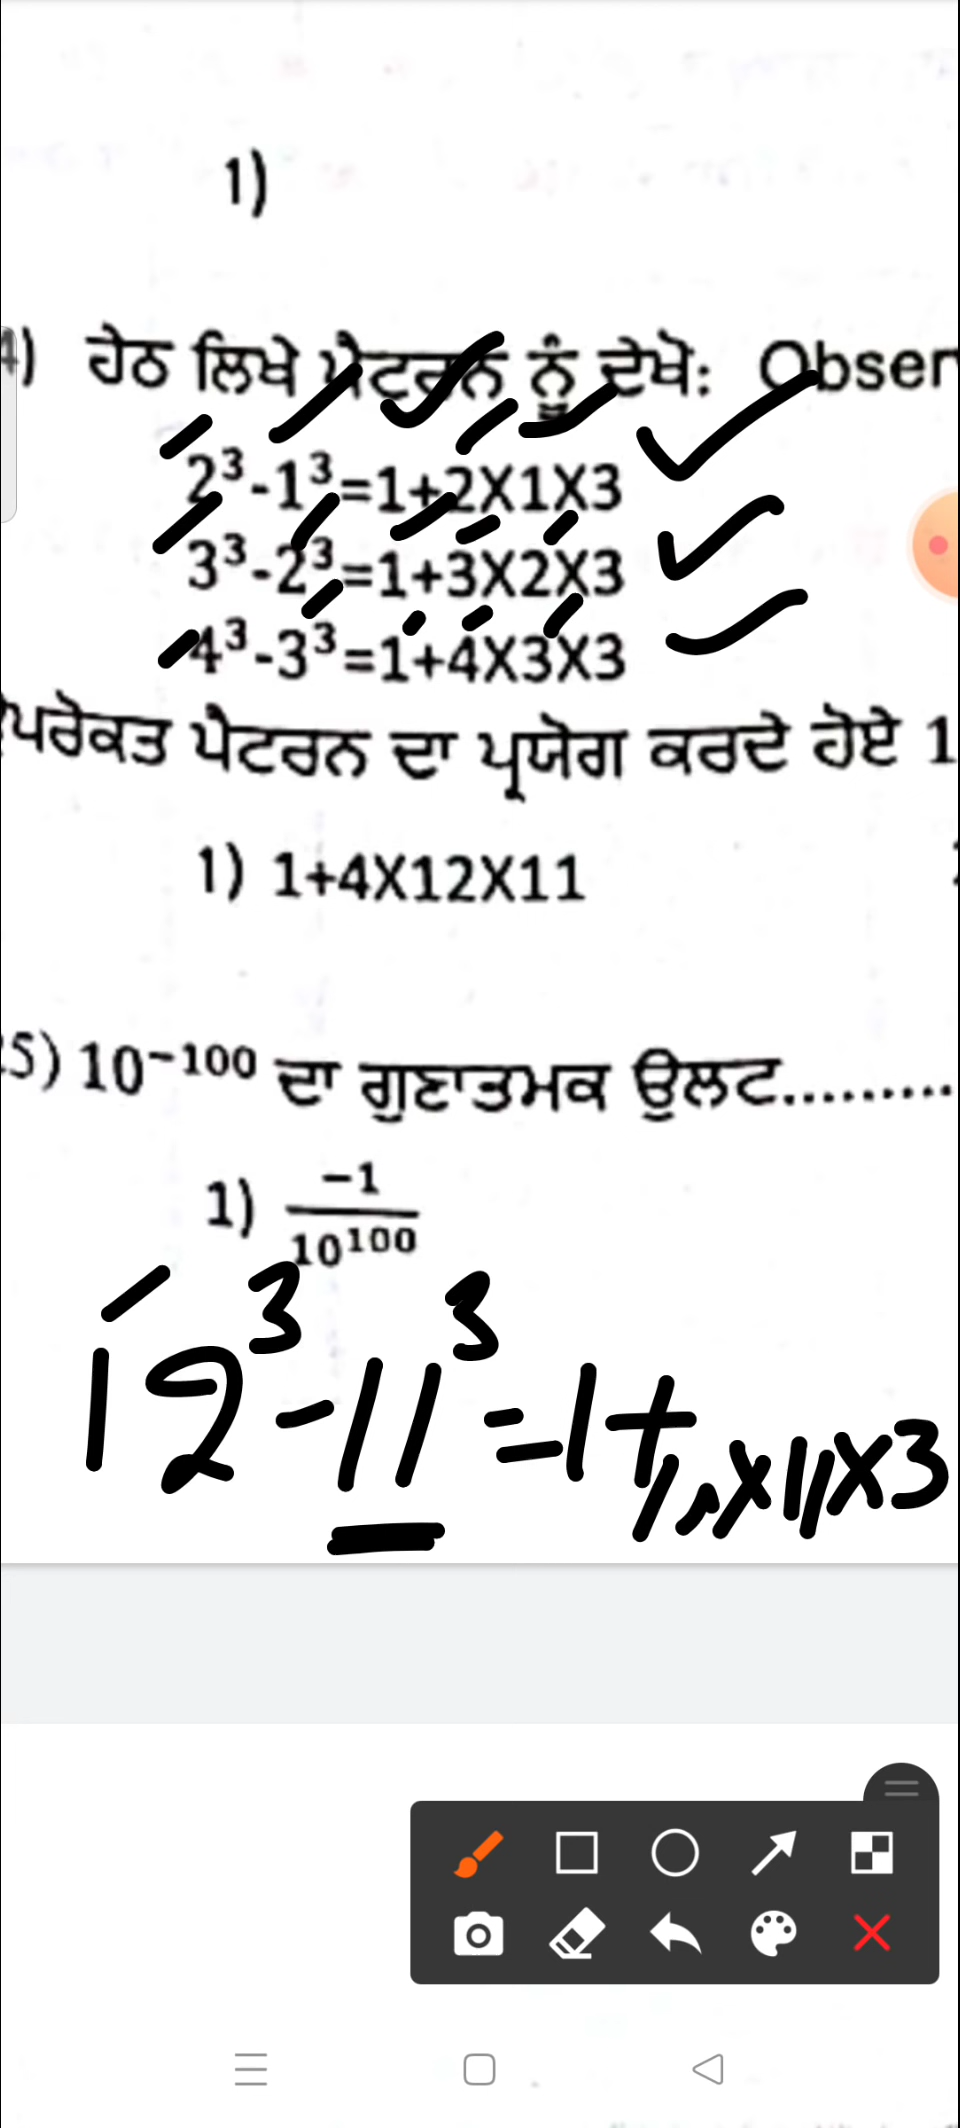 1)
4) ਹੇਠ ਲਿਖੇ ਪੈਟਰਨ ਨੂੰ ਦੇਖੋ: Obser
2³-1³=1+2X1X3
3³-2³=1+3X2X3
4³-3³=1+4X3X3
ਪਰੋਕਤ ਪੈਟਰਨ ਦਾ ਪ੍ਰਯੋਗ ਕਰਦੇ ਹੋਏ 1
1) 1+4X12X11
5) 10⁻¹⁰⁰ ਦਾ ਗੁਣਾਤਮਕ ਉਲਟ.........
1) -1/10¹⁰⁰
12³-11³=1+
x11x3